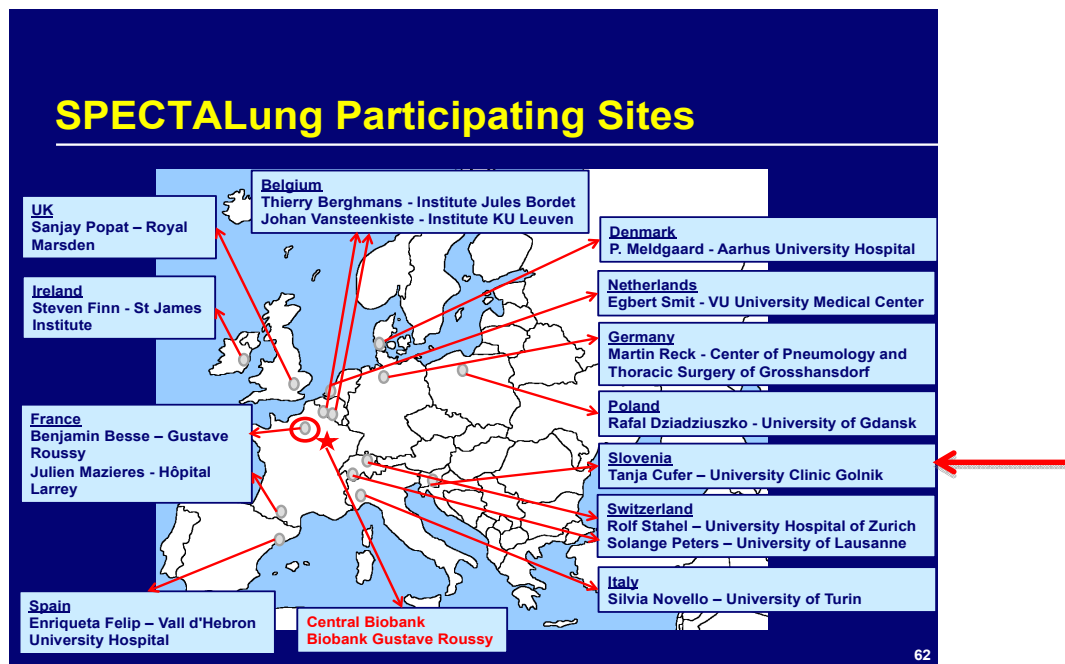 SPECTALung Participating Sites
Belgium
Thierry Berghmans - Institute Jules Bordet
Johan Vansteenkiste - Institute KU Leuven
UK
Sanjay Popat – Royal
Marsden
Ireland
Steven Finn - St James
Institute
France
Benjamin Besse – Gustave
Roussy
Julien Mazieres - Hôpital
Larrey
Spain
Enriqueta Felip – Vall d'Hebron
University Hospital
Central Biobank
Biobank Gustave Roussy
Denmark
P. Meldgaard - Aarhus University Hospital
Netherlands
Egbert Smit - VU University Medical Center
Germany
Martin Reck - Center of Pneumology and
Thoracic Surgery of Grosshansdorf
Poland
Rafal Dziadziuszko - University of Gdansk
Slovenia
Tanja Cufer – University Clinic Golnik
Switzerland
Rolf Stahel – University Hospital of Zurich
Solange Peters – University of Lausanne
Italy
Silvia Novello – University of Turin
62